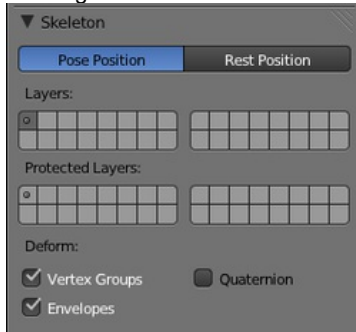 Skeleton
Pose Position Rest Position
Layers:
Protected Layers:
Deform:
Vertex Groups Quaternion
Envelopes